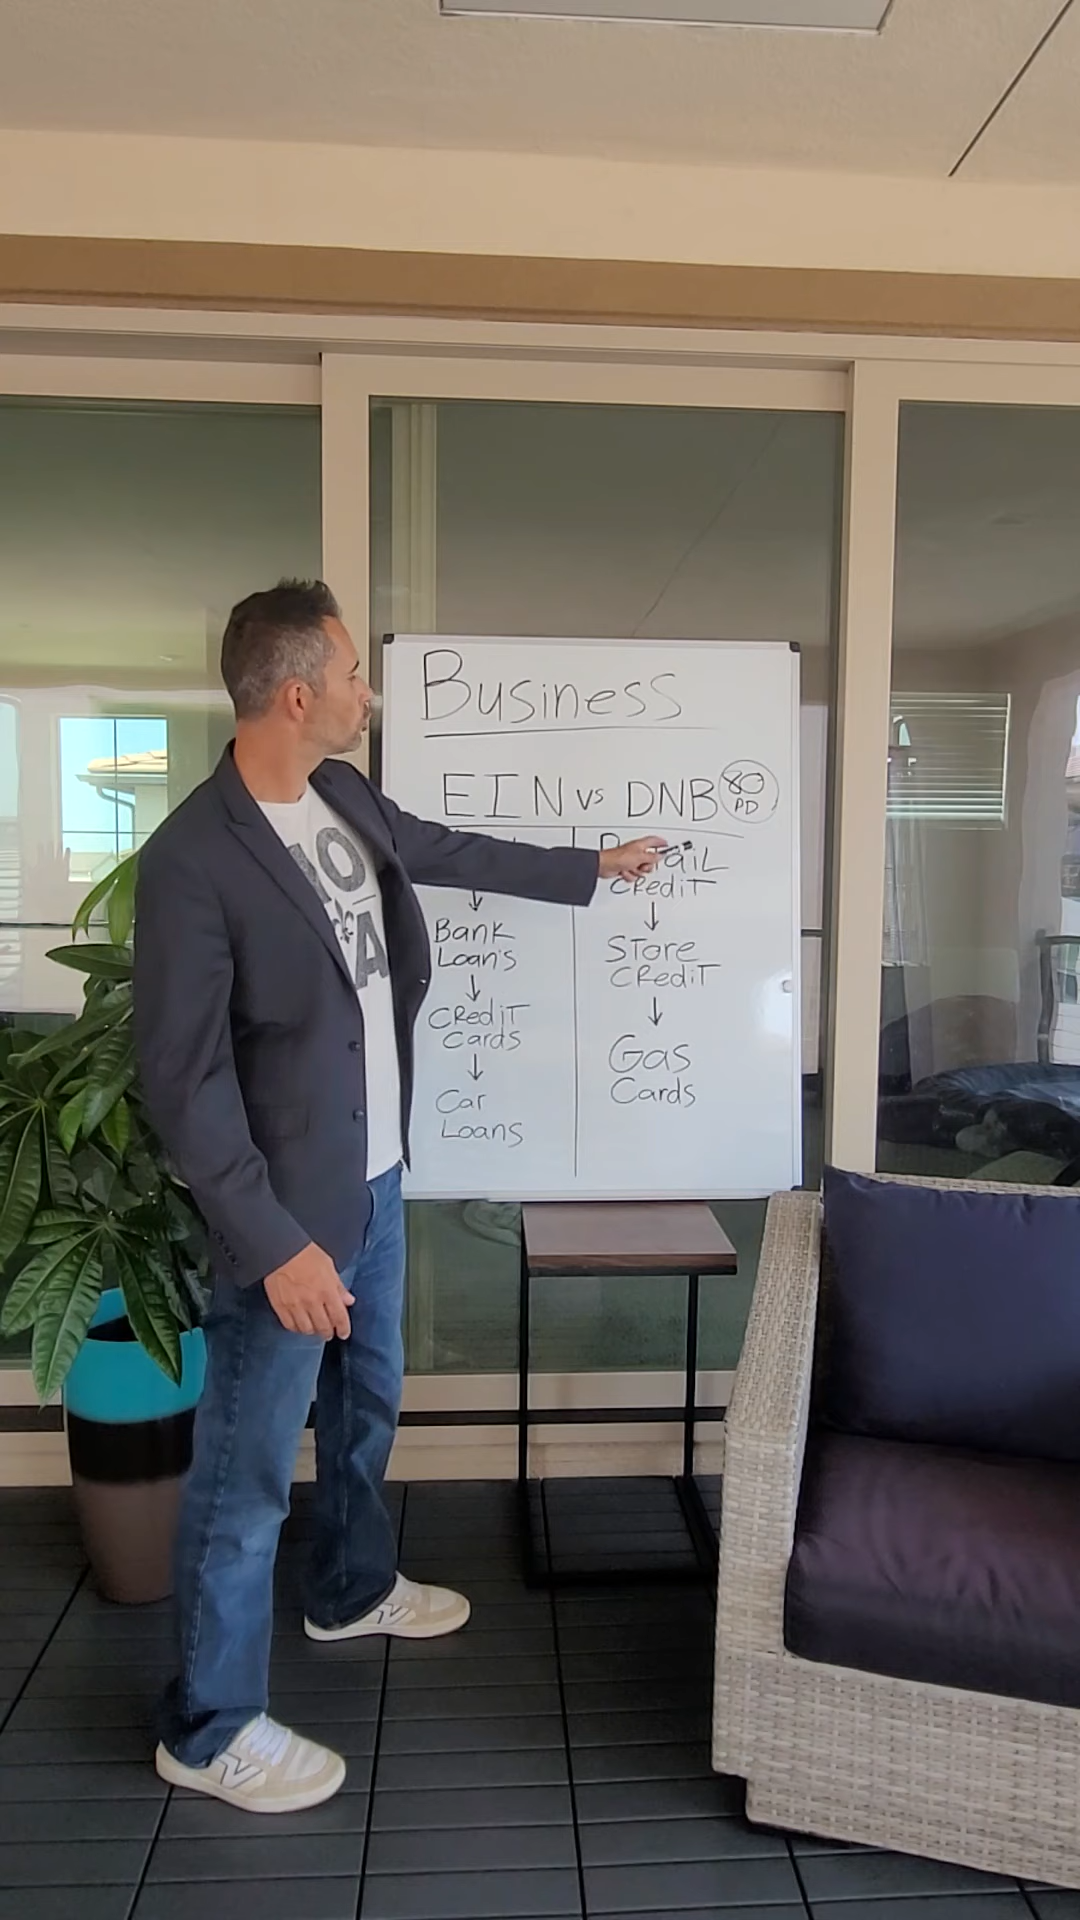 Business
EIN vs DNB 80 PD
Credit
Bank
Loan's
Credit
Cards
Car
Loans
Store
Credit
Gas
Cards